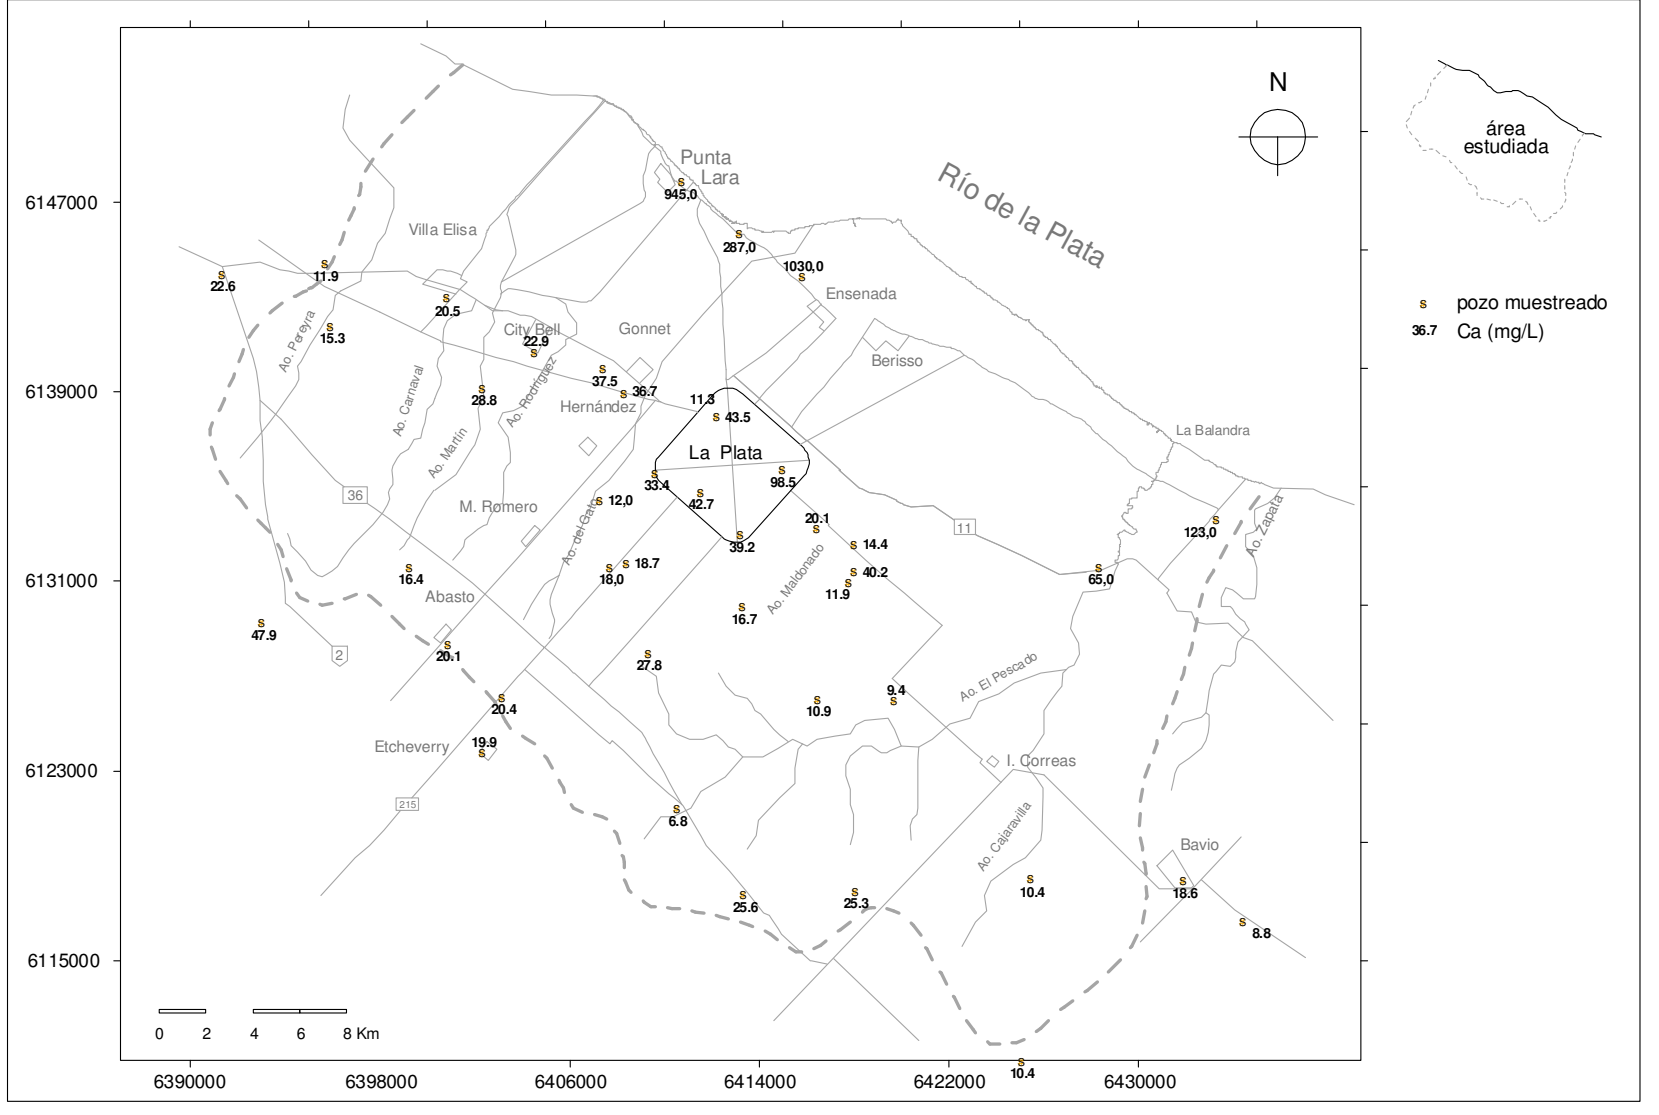 N
Punta
Lara
945,0
Río de la Plata
6147000
Villa Elisa
287,0
1030,0
11.9
22.6
Ensenada
20.5
15.3
Ao. Pereyra
City Bell
22.9
Gonnet
Berisso
37.5
36.7
6139000
28.8
Ao. Carnaval
Ao. Rodríguez
Hernández
11.3
43.5
La Balandra
Ao. Martín
La Plata
33.4
98.5
42.7
36
12,0
M. Romero
Ao. del Gato
20.1
11
123,0
Ao. Zapata
39.2
14.4
18.7
18,0
40.2
11.9
Ao. Maldonado
65,0
6131000
16.4
Abasto
16.7
47.9
2
20.1
27.8
Ao. El Pescado
9.4
10.9
20.4
19.9
Etcheverry
6123000
I. Correas
215
6.8
Ao. Cajaravilla
Bavio
10.4
18.6
25.6
25.3
8.8
6115000
0 2 4 6 8 Km
10.4
6390000 6398000 6406000 6414000 6422000 6430000
área
estudiada
s pozo muestreado
36.7 Ca (mg/L)